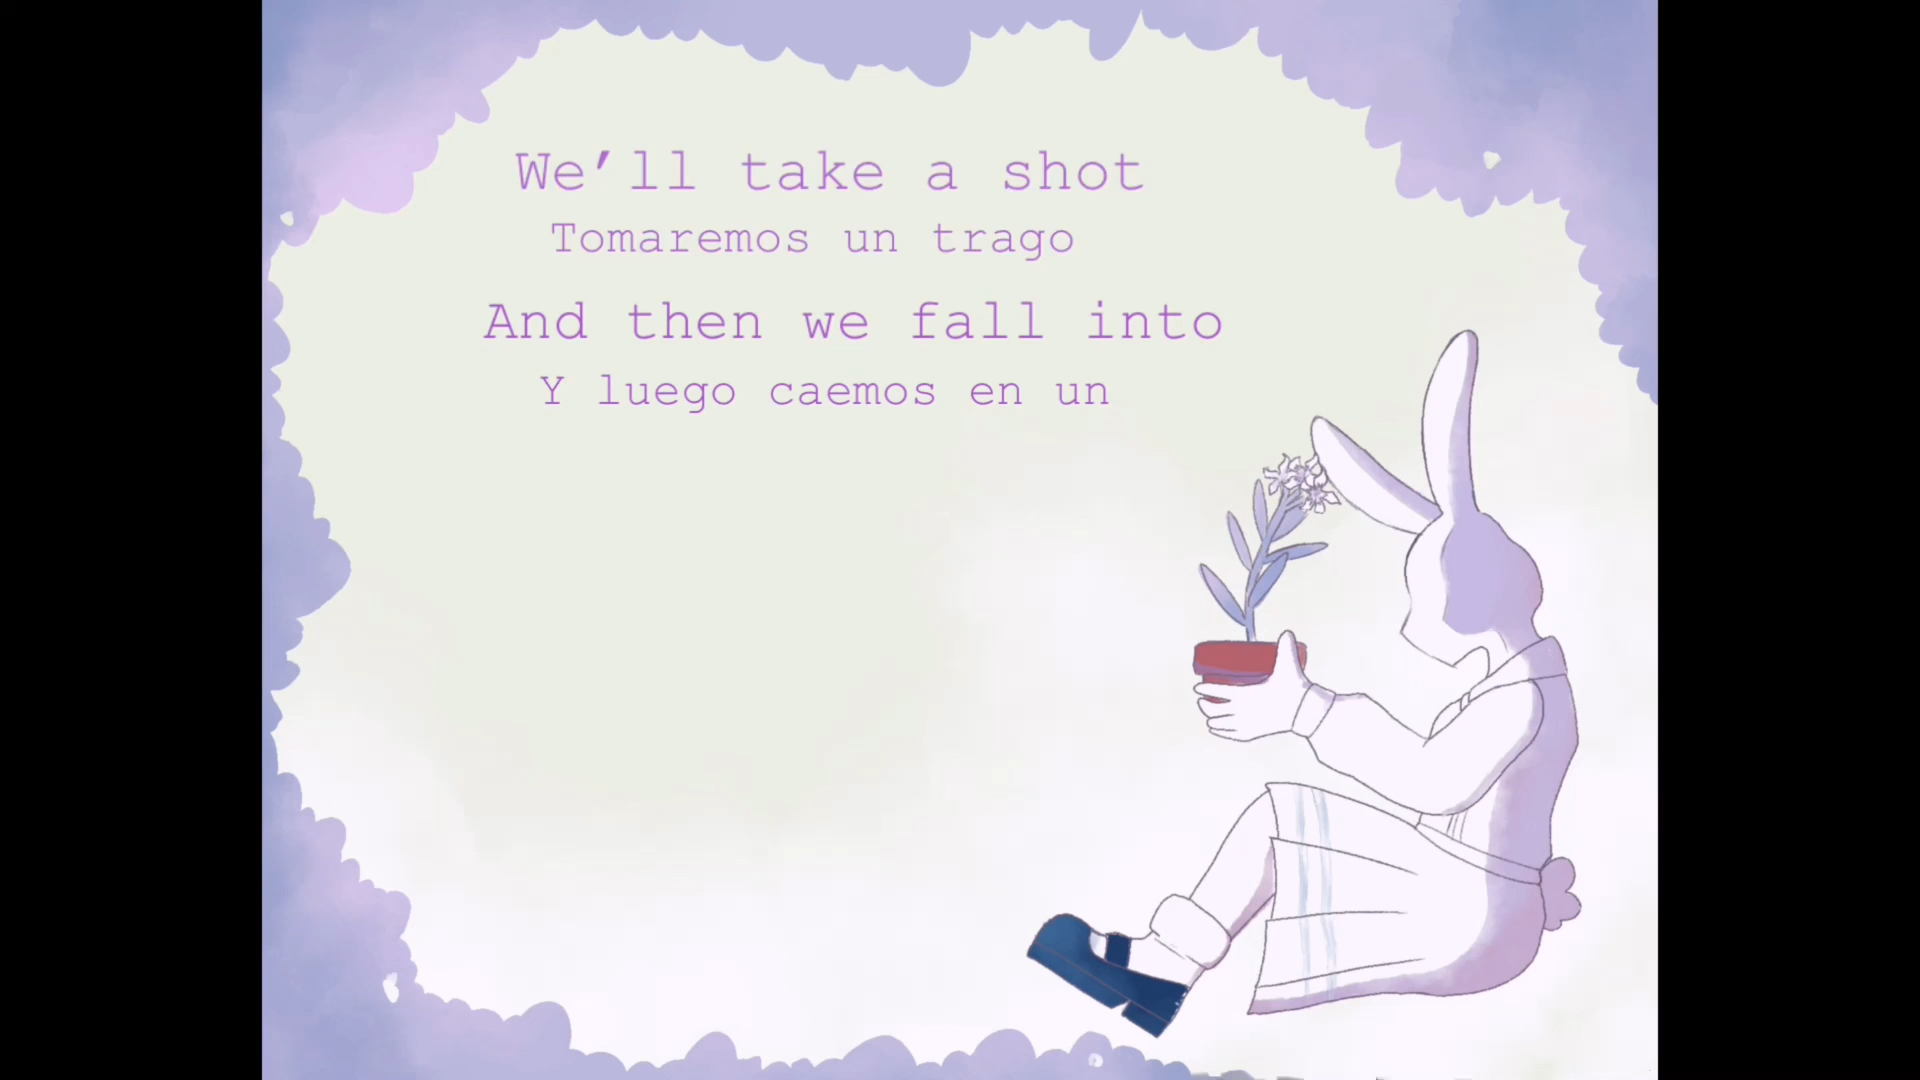 We’ll take a shot
Tomaremos un trago
And then we fall into
Y luego caemos en un